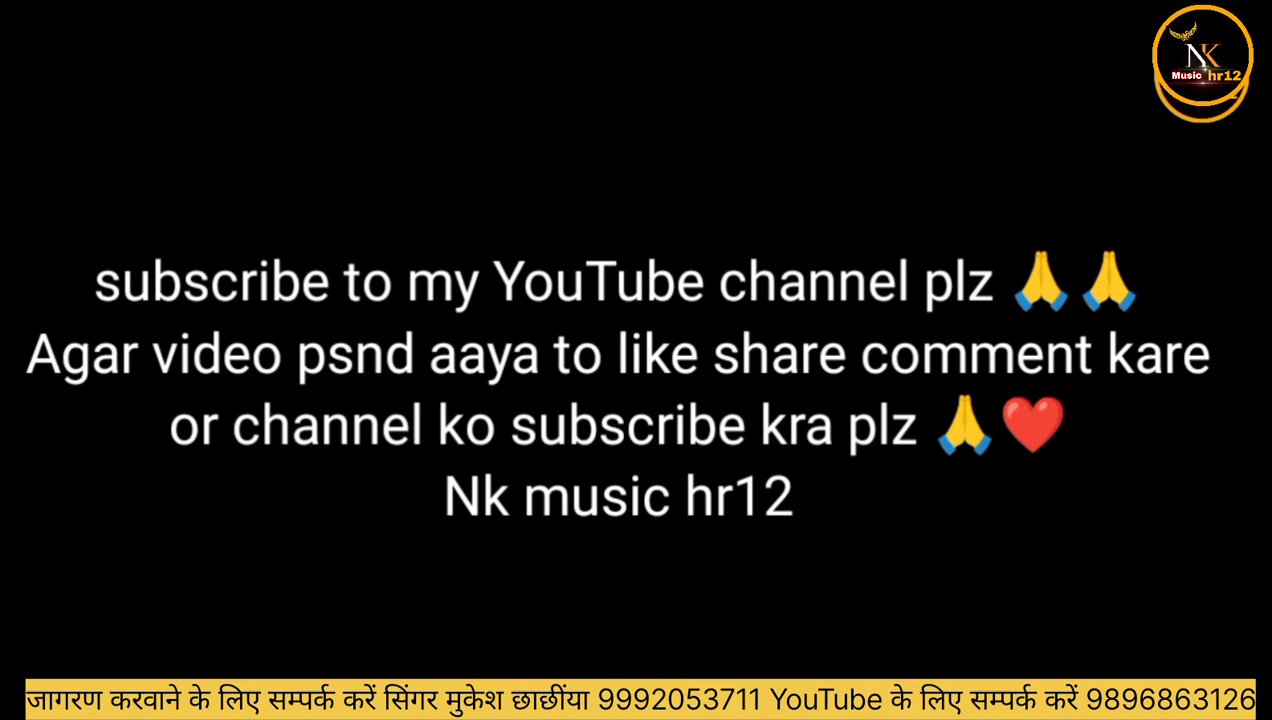 NK
Music hr12
subscribe to my YouTube channel plz 🙏🙏
Agar video psnd aaya to like share comment kare
or channel ko subscribe kra plz 🙏❤️
Nk music hr12
जागरण करवाने के लिए सम्पर्क करें सिंगर मुकेश छाछींया 9992053711 YouTube के लिए सम्पर्क करें 9896863126